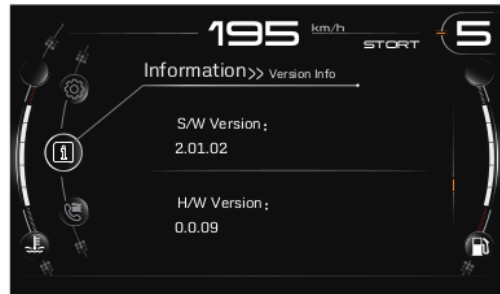 195 km/h
STORT
5
Information>> Version Info
S/W Version:
2.01.02
H/W Version:
0.0.09